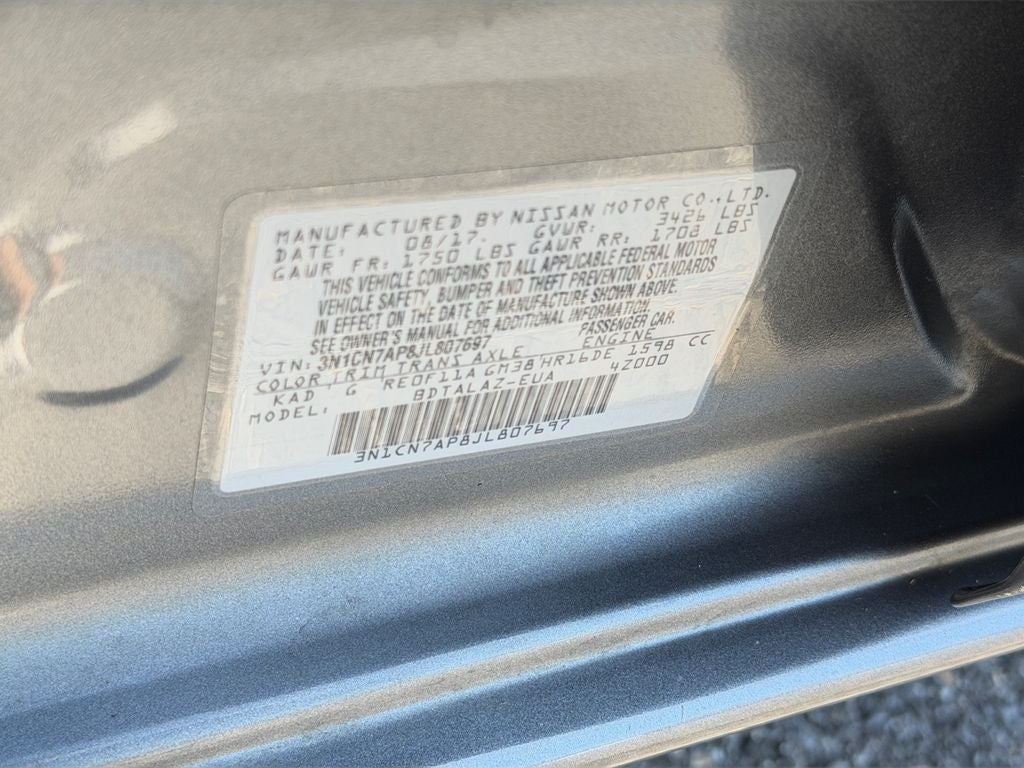 MANUFACTURED BY NISSAN MOTOR CO.,LTD.
DATE: 08/17. GVWR: 3426 LBS
GAWR FR: 1750 LBS GAWR RR: 1708 LBS
THIS VEHICLE CONFORMS TO ALL APPLICABLE FEDERAL MOTOR
VEHICLE SAFETY, BUMPER AND THEFT PREVENTION STANDARDS
IN EFFECT ON THE DATE OF MANUFACTURE SHOWN ABOVE.
SEE OWNER'S MANUAL FOR ADDITIONAL INFORMATION.
VIN: 3N1CN7AP8JL807697 PASSENGER CAR.
COLOR TRIM TRANS AXLE ENGINE
KAD G RE0F11A GM38 HR16DE 1598 CC
MODEL: BDTALAZ-EUA 4Z000
3N1CN7AP8JL807697